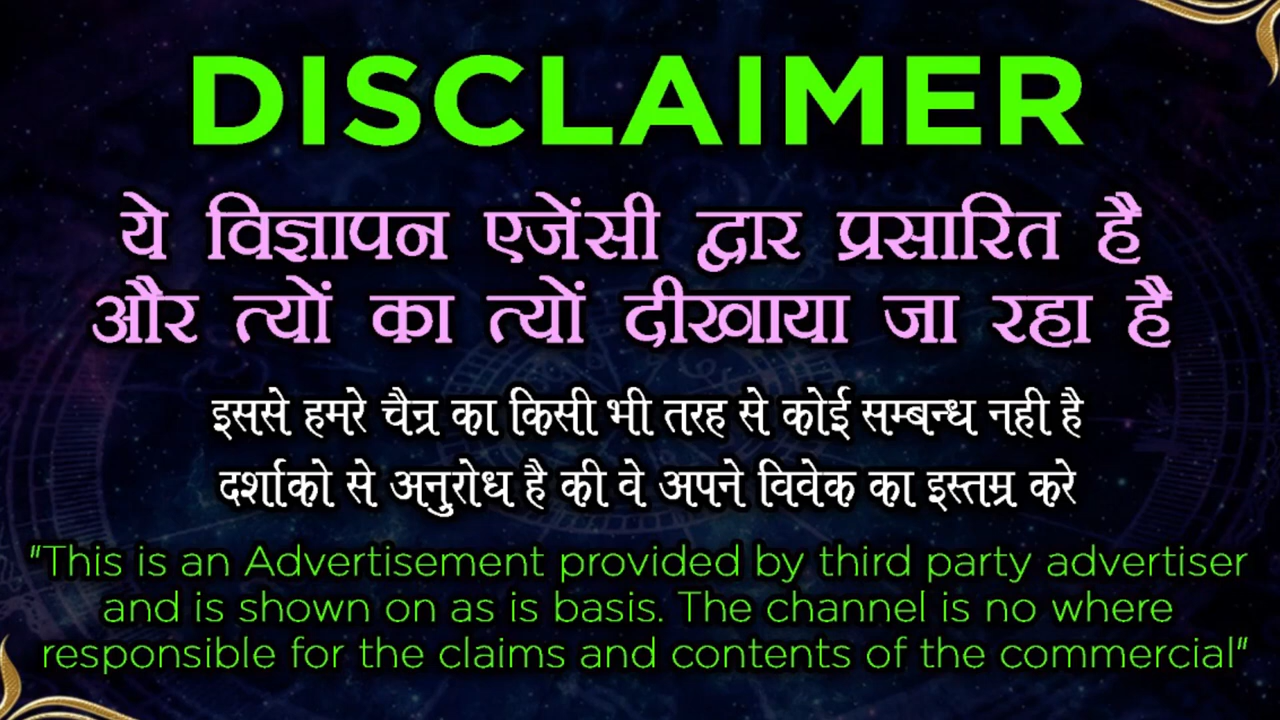 DISCLAIMER
ये विज्ञापन एजेंसी द्वार प्रसारित है
और त्यों का त्यों दीखाया जा रहा है
इससे हमरे चैन्र का किसी भी तरह से कोई सम्बन्ध नही है
दर्शाको से अनुरोध है की वे अपने विवेक का इस्तम्र करे
"This is an Advertisement provided by third party advertiser
and is shown on as is basis. The channel is no where
responsible for the claims and contents of the commercial"